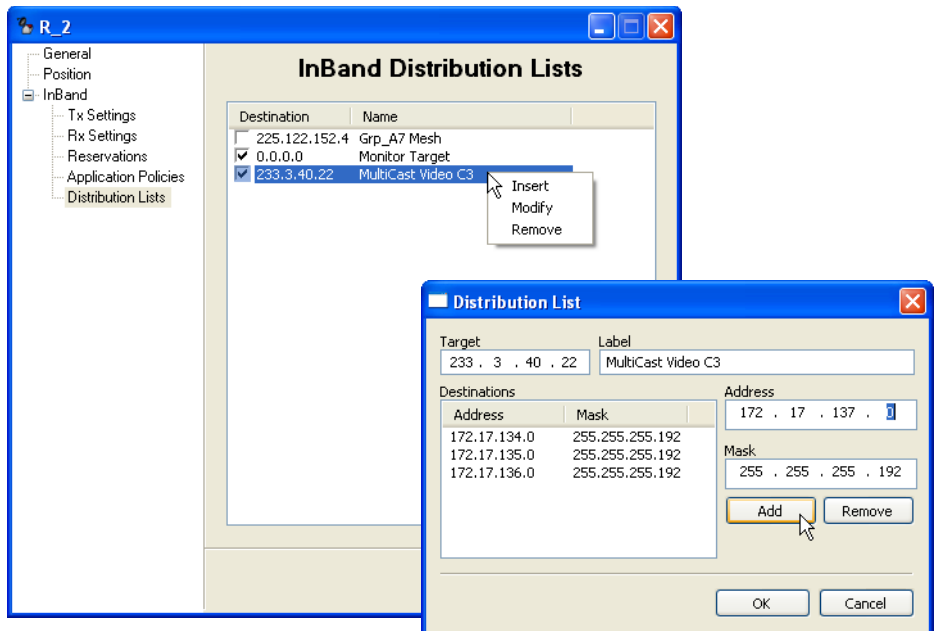 R_2
General
Position
InBand
Tx Settings
Rx Settings
Reservations
Application Policies
Distribution Lists
InBand Distribution Lists
Destination Name
225.122.152.4 Grp_A7 Mesh
0.0.0.0 Monitor Target
233.3.40.22 MultiCast Video C3
Insert
Modify
Remove
Distribution List
Target Label
233 . 3 . 40 . 22 MultiCast Video C3
Destinations
Address Mask
172.17.134.0 255.255.255.192
172.17.135.0 255.255.255.192
172.17.136.0 255.255.255.192
Address
172 . 17 . 137 . 0
Mask
255 . 255 . 255 . 192
Add Remove
OK Cancel